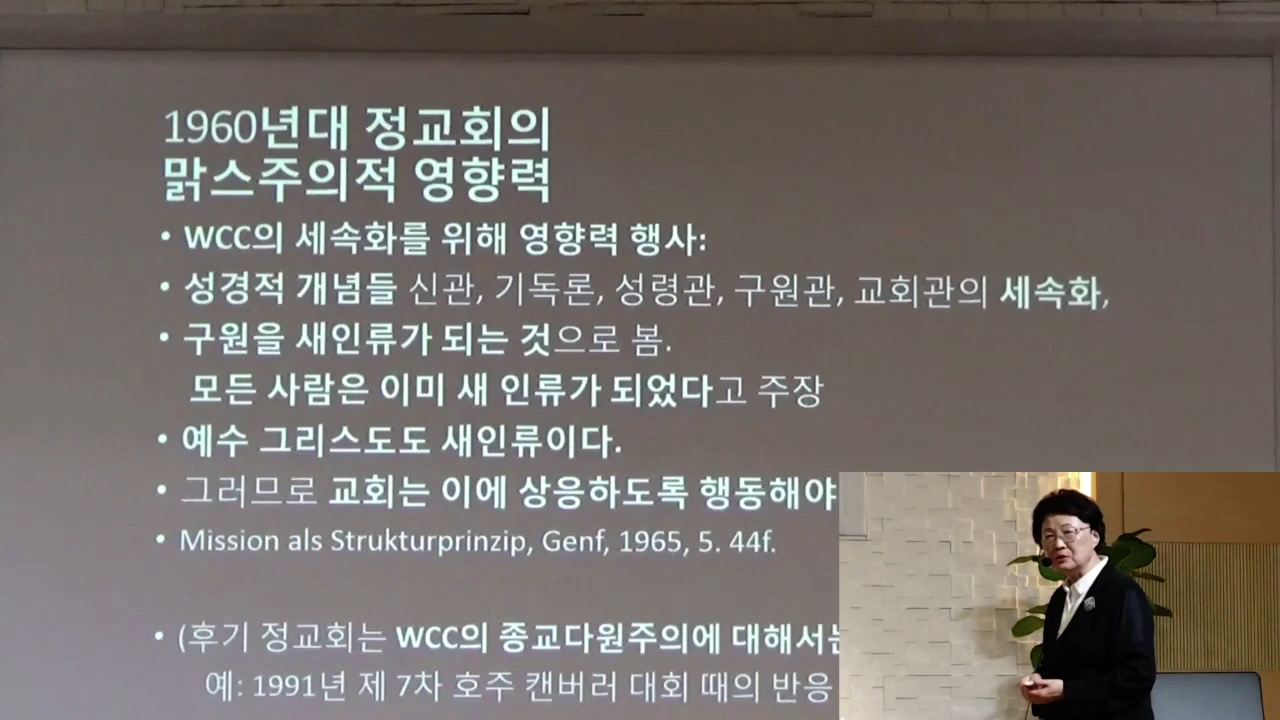 1960년대 정교회의
맑스주의적 영향력
• WCC의 세속화를 위해 영향력 행사:
• 성경적 개념들 신관, 기독론, 성령관, 구원관, 교회관의 세속화,
• 구원을 새인류가 되는 것으로 봄.
모든 사람은 이미 새 인류가 되었다고 주장
• 예수 그리스도도 새인류이다.
• 그러므로 교회는 이에 상응하도록 행동해야
• Mission als Strukturprinzip, Genf, 1965, 5. 44f.
• (후기 정교회는 WCC의 종교다원주의에 대해서는
예: 1991년 제 7차 호주 캔버러 대회 때의 반응